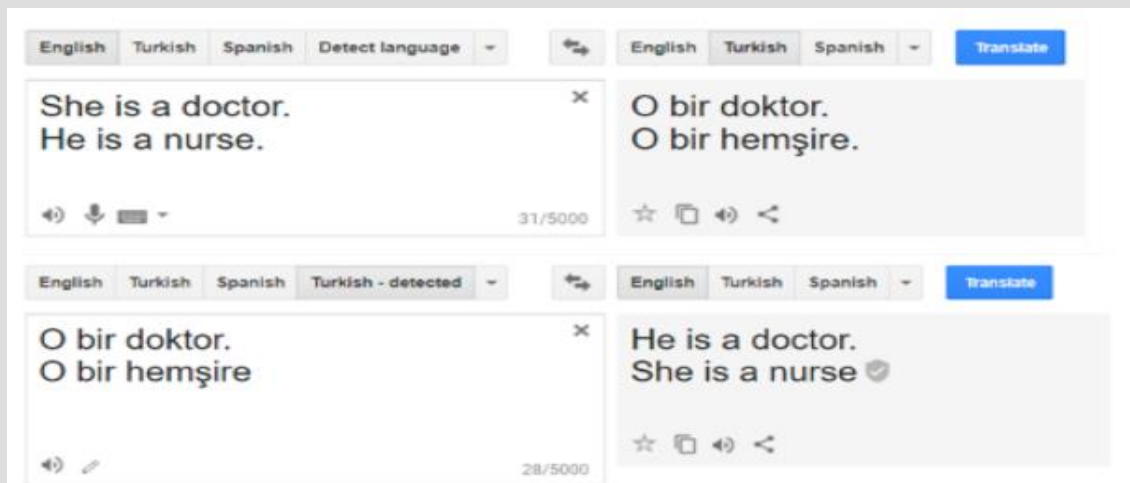 English Turkish Spanish Detect language English Turkish Spanish Translate
She is a doctor.
He is a nurse.
31/5000
O bir doktor.
O bir hemşire.
English Turkish Spanish Turkish - detected English Turkish Spanish Translate
O bir doktor.
O bir hemşire
28/5000
He is a doctor.
She is a nurse